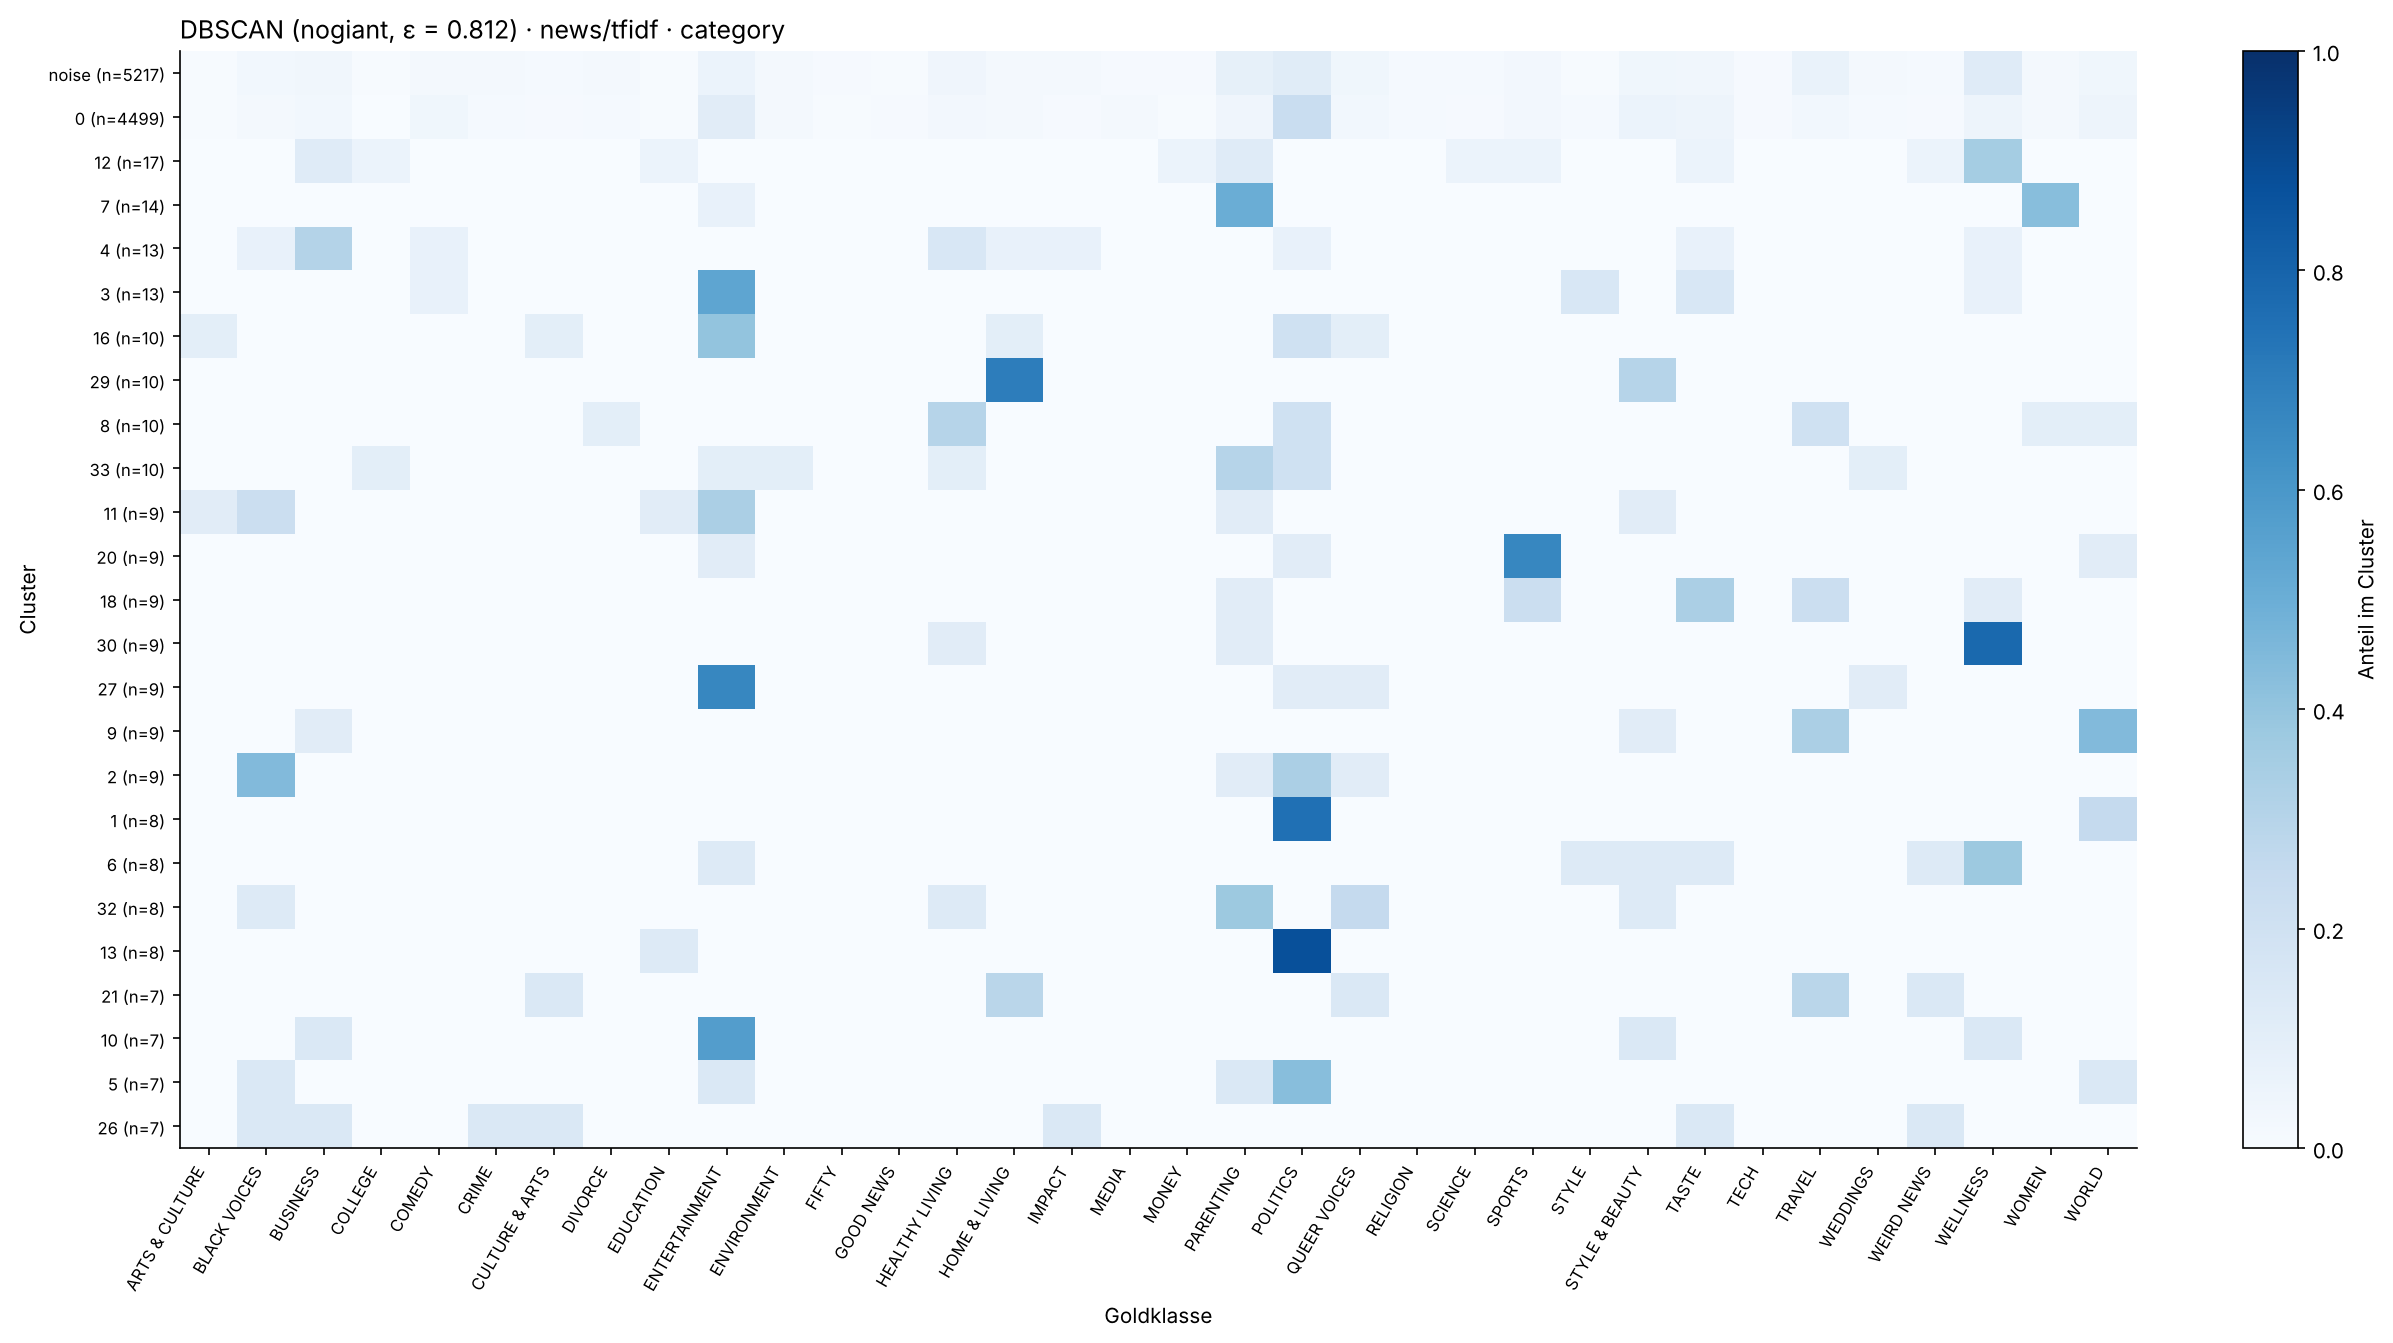 DBSCAN (nogiant, ε = 0.812) · news/tfidf · category
noise (n=5217)
0 (n=4499)
12 (n=17)
7 (n=14)
4 (n=13)
3 (n=13)
16 (n=10)
29 (n=10)
8 (n=10)
33 (n=10)
11 (n=9)
20 (n=9)
18 (n=9)
30 (n=9)
27 (n=9)
9 (n=9)
2 (n=9)
1 (n=8)
6 (n=8)
32 (n=8)
13 (n=8)
21 (n=7)
10 (n=7)
5 (n=7)
26 (n=7)
Cluster
ARTS & CULTURE
BLACK VOICES
BUSINESS
COLLEGE
COMEDY
CRIME
CULTURE & ARTS
DIVORCE
EDUCATION
ENTERTAINMENT
ENVIRONMENT
FIFTY
GOOD NEWS
HEALTHY LIVING
HOME & LIVING
IMPACT
MEDIA
MONEY
PARENTING
POLITICS
QUEER VOICES
RELIGION
SCIENCE
SPORTS
STYLE
STYLE & BEAUTY
TASTE
TECH
TRAVEL
WEDDINGS
WEIRD NEWS
WELLNESS
WOMEN
WORLD
Goldklasse
1.0
0.8
0.6
0.4
0.2
0.0
Anteil im Cluster